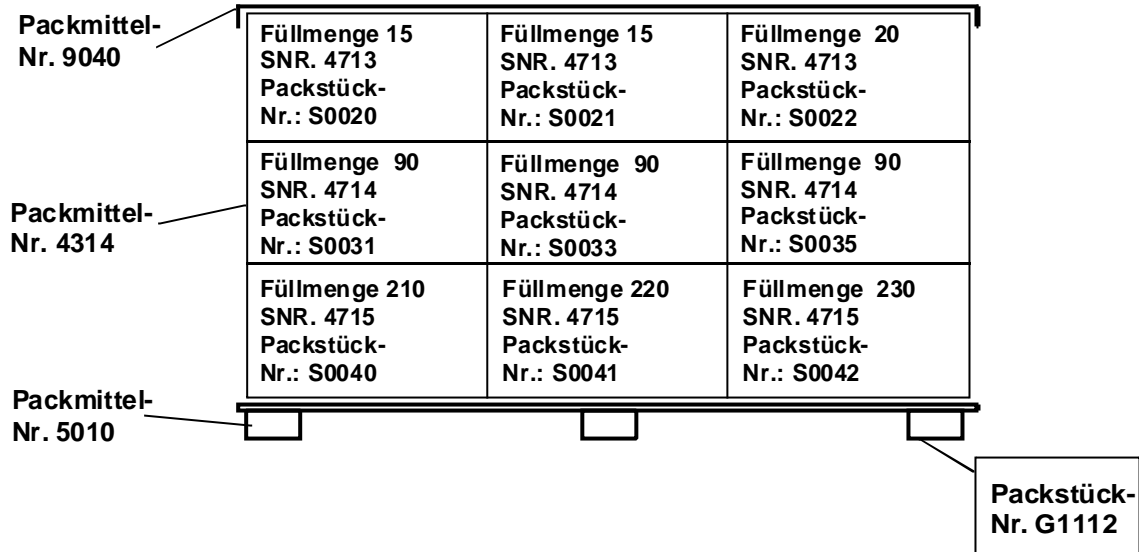 Packmittel-
Nr. 9040
Füllmenge 15
SNR. 4713
Packstück-
Nr.: S0020
Füllmenge 15
SNR. 4713
Packstück-
Nr.: S0021
Füllmenge 20
SNR. 4713
Packstück-
Nr.: S0022
Packmittel-
Nr. 4314
Füllmenge 90
SNR. 4714
Packstück-
Nr.: S0031
Füllmenge 90
SNR. 4714
Packstück-
Nr.: S0033
Füllmenge 90
SNR. 4714
Packstück-
Nr.: S0035
Füllmenge 210
SNR. 4715
Packstück-
Nr.: S0040
Füllmenge 220
SNR. 4715
Packstück-
Nr.: S0041
Füllmenge 230
SNR. 4715
Packstück-
Nr.: S0042
Packmittel-
Nr. 5010
Packstück-
Nr. G1112